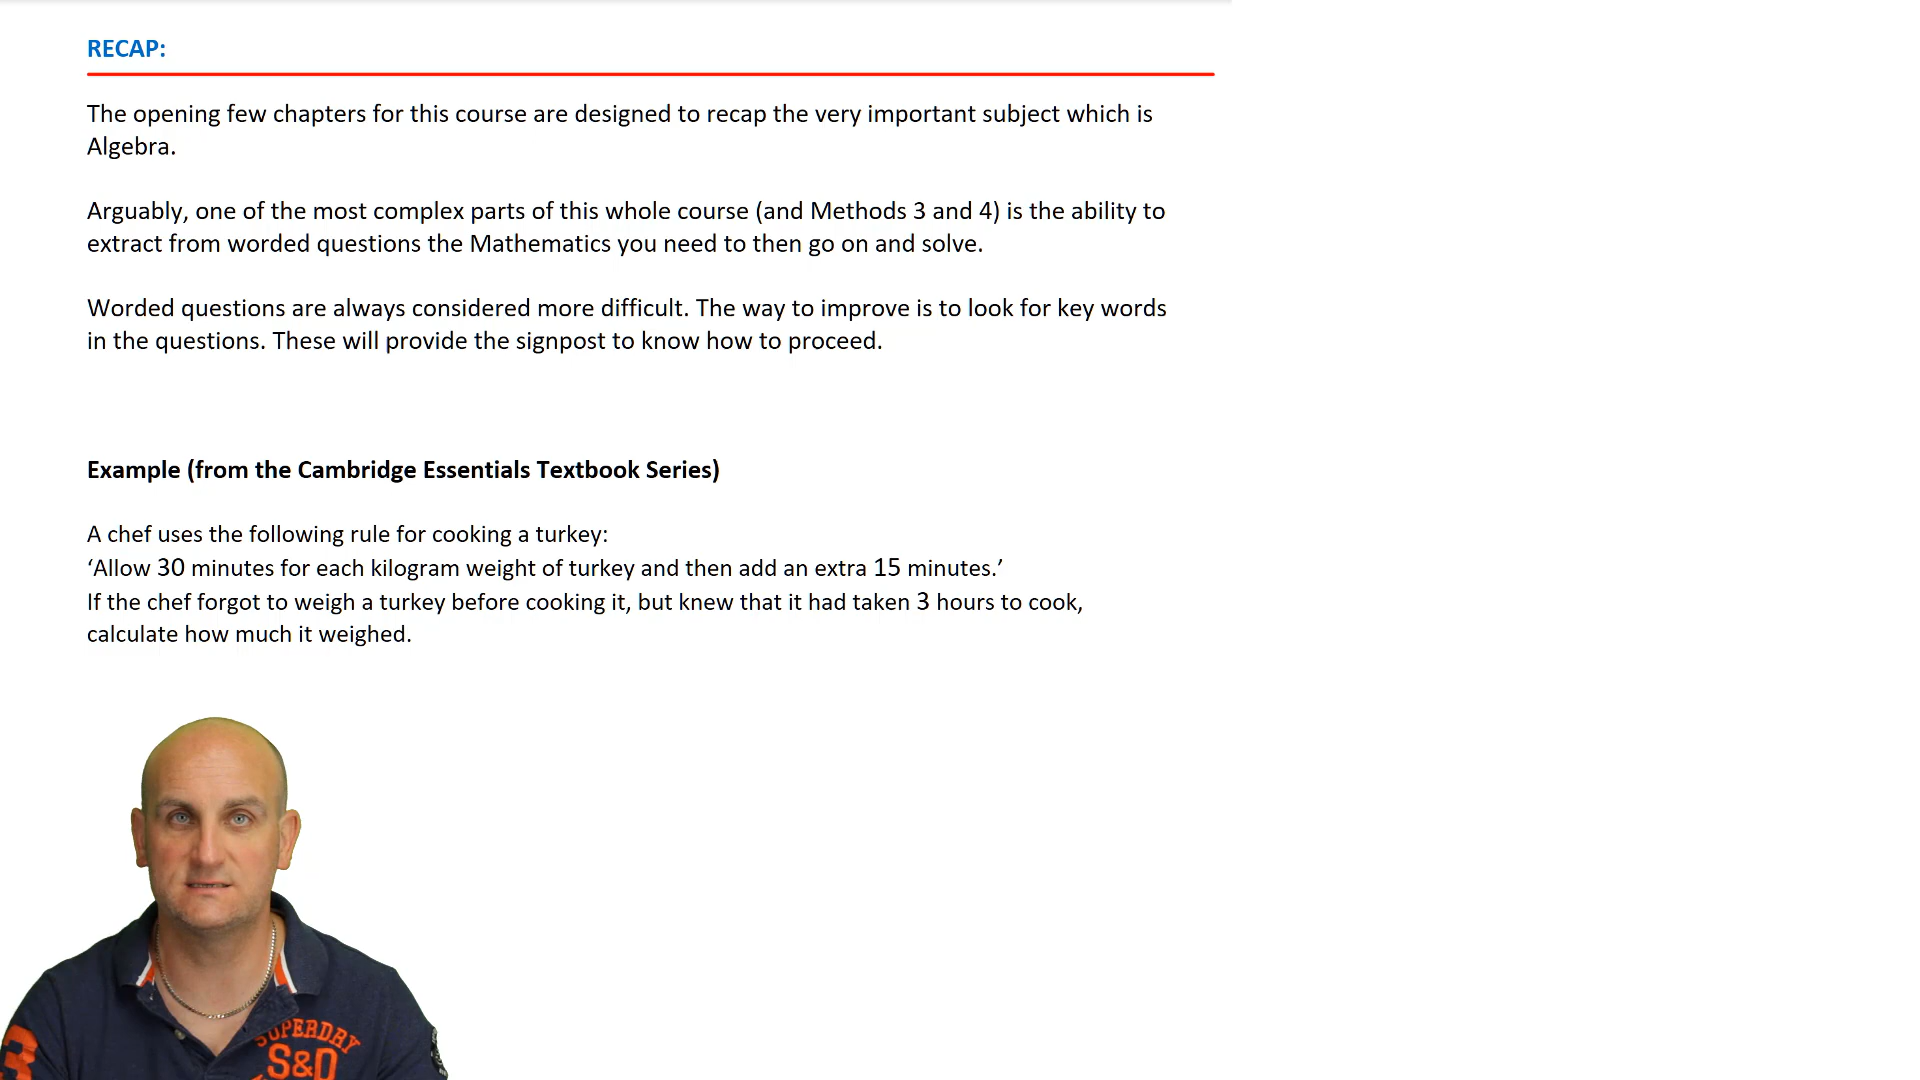 RECAP:
The opening few chapters for this course are designed to recap the very important subject which is
Algebra.
Arguably, one of the most complex parts of this whole course (and Methods 3 and 4) is the ability to
extract from worded questions the Mathematics you need to then go on and solve.
Worded questions are always considered more difficult. The way to improve is to look for key words
in the questions. These will provide the signpost to know how to proceed.
Example (from the Cambridge Essentials Textbook Series)
A chef uses the following rule for cooking a turkey:
‘Allow 30 minutes for each kilogram weight of turkey and then add an extra 15 minutes.’
If the chef forgot to weigh a turkey before cooking it, but knew that it had taken 3 hours to cook,
calculate how much it weighed.
SUPERDRY
S&D
3